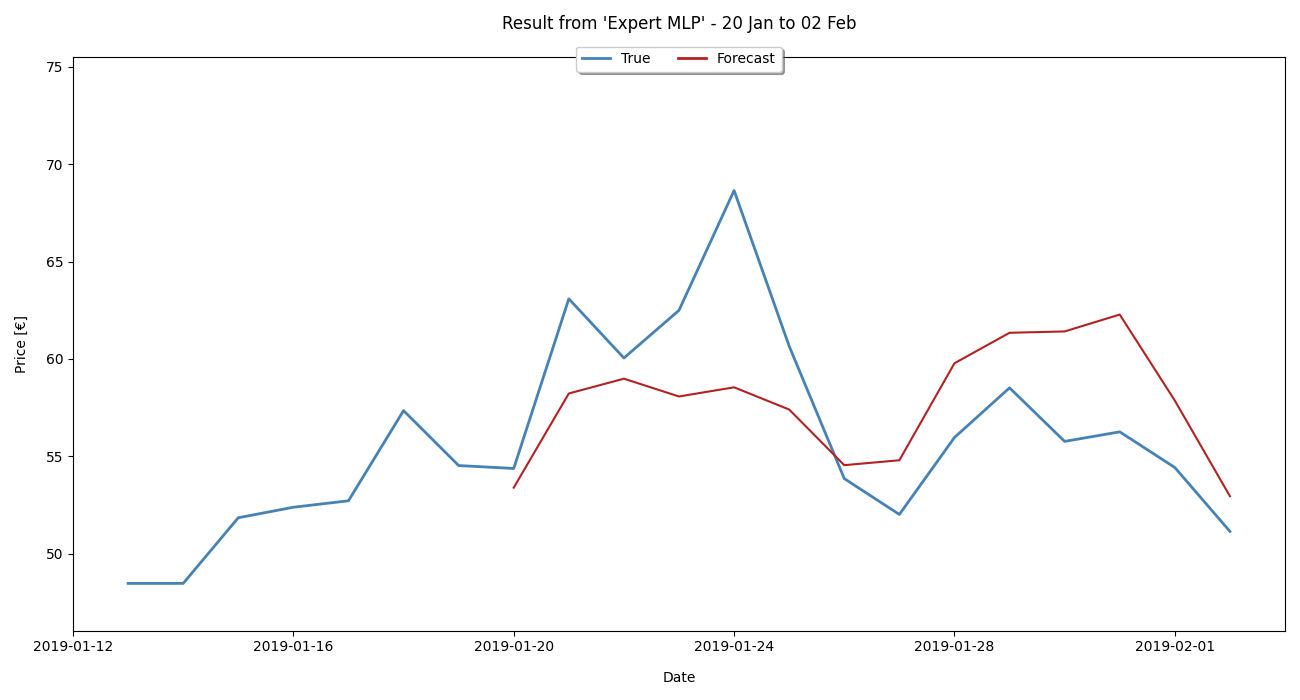 Result from 'Expert MLP' - 20 Jan to 02 Feb
True Forecast
75
70
65
60
55
50
Price [€]
2019-01-12 2019-01-16 2019-01-20 2019-01-24 2019-01-28 2019-02-01
Date